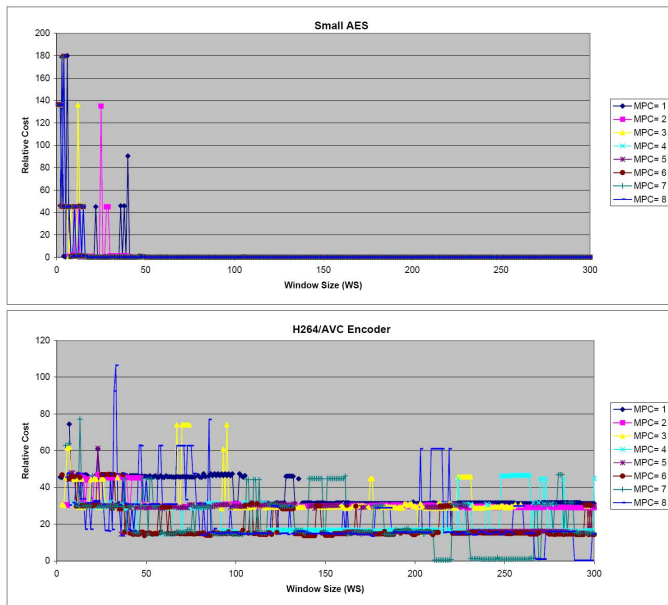 Small AES
200
180
160
140
120
100
80
60
40
20
0
Relative Cost
0 50 100 150 200 250 300
Window Size (WS)
MPC= 1
MPC= 2
MPC= 3
MPC= 4
MPC= 5
MPC= 6
MPC= 7
MPC= 8
H264/AVC Encoder
120
100
80
60
40
20
0
Relative Cost
0 50 100 150 200 250 300
Window Size (WS)
MPC= 1
MPC= 2
MPC= 3
MPC= 4
MPC= 5
MPC= 6
MPC= 7
MPC= 8